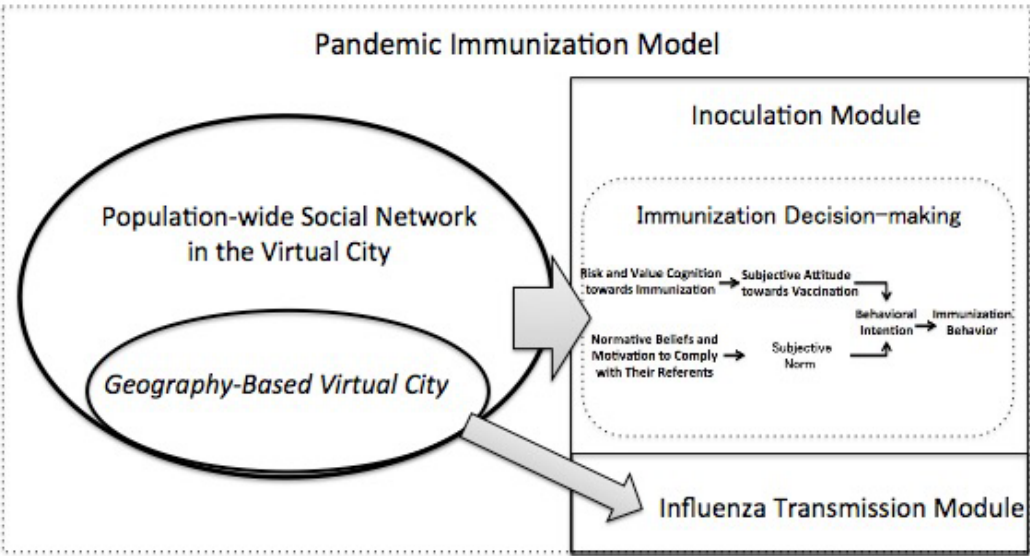 Pandemic Immunization Model
Inoculation Module
Population-wide Social Network
in the Virtual City
Geography-Based Virtual City
Immunization Decision-making
Risk and Value Cognition
towards Immunization
Subjective Attitude
towards Vaccination
Behavioral
Intention
Immunization
Behavior
Normative Beliefs and
Motivation to Comply
with Their Referents
Subjective
Norm
Influenza Transmission Module